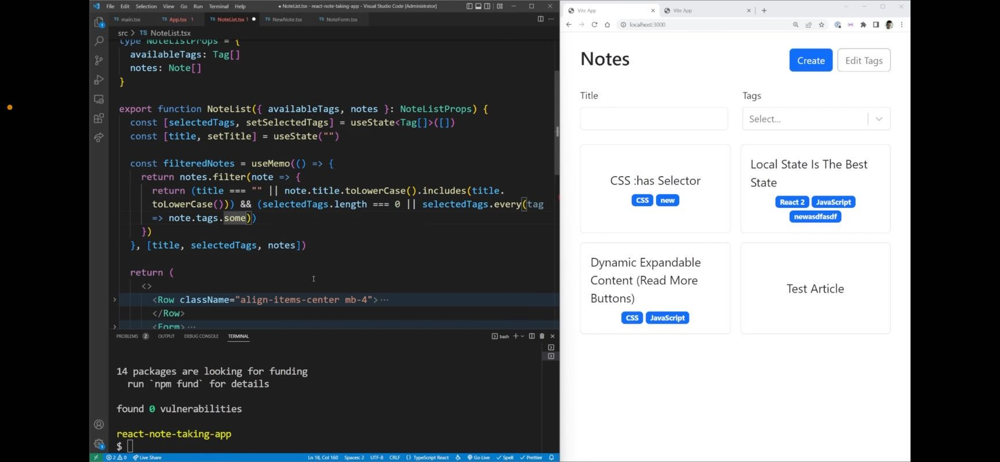 File Edit Selection View Go Run Terminal Help
● NoteList.tsx - react-note-taking-app - Visual Studio Code [Administrator]
TS main.tsx
TS App.tsx 1
TS NoteList.tsx 1 ●
TS NewNote.tsx
TS NoteForm.tsx
src > TS NoteList.tsx
type NoteListProps = {
availableTags: Tag[]
notes: Note[]
}
export function NoteList({ availableTags, notes }: NoteListProps) {
const [selectedTags, setSelectedTags] = useState<Tag[]>([])
const [title, setTitle] = useState("")
const filteredNotes = useMemo(() => {
return notes.filter(note => {
return (title === "" || note.title.toLowerCase().includes(title.
toLowerCase())) && (selectedTags.length === 0 || selectedTags.every(tag
=> note.tags.some))
})
}, [title, selectedTags, notes])
return (
<>
<Row className="align-items-center mb-4">···
</Row>
<Form>···
PROBLEMS 2 OUTPUT DEBUG CONSOLE TERMINAL
bash
14 packages are looking for funding
run `npm fund` for details
found 0 vulnerabilities
react-note-taking-app
$
1
1
2 0 Live Share
Ln 18, Col 160 Spaces: 2 UTF-8 CRLF {} TypeScript React Go Live Spell Prettier
Vite App
Vite App
localhost:3000
Notes
Create
Edit Tags
Title
Tags
Select...
CSS :has Selector
CSS new
Local State Is The Best
State
React 2 JavaScript
newasdfasdf
Dynamic Expandable
Content (Read More
Buttons)
CSS JavaScript
Test Article